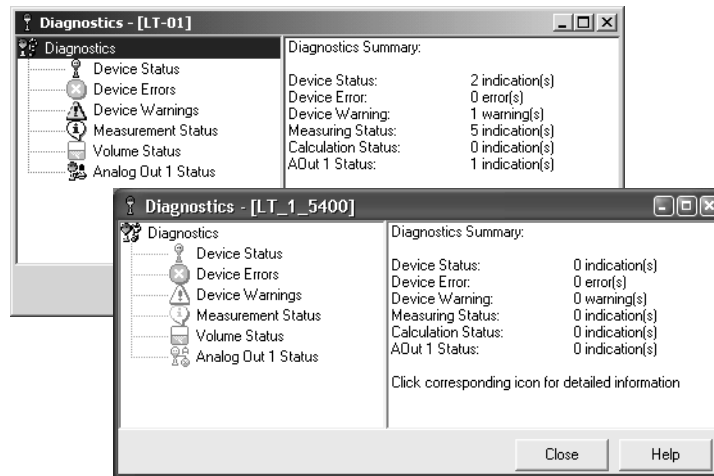 Diagnostics - [LT-01]
Diagnostics
Device Status
Device Errors
Device Warnings
Measurement Status
Volume Status
Analog Out 1 Status
Diagnostics Summary:
Device Status: 2 indication(s)
Device Error: 0 error(s)
Device Warning: 1 warning(s)
Measuring Status: 5 indication(s)
Calculation Status: 0 indication(s)
AOut 1 Status: 1 indication(s)
Diagnostics - [LT_1_5400]
Diagnostics
Device Status
Device Errors
Device Warnings
Measurement Status
Volume Status
Analog Out 1 Status
Diagnostics Summary:
Device Status: 0 indication(s)
Device Error: 0 error(s)
Device Warning: 0 warning(s)
Measuring Status: 0 indication(s)
Calculation Status: 0 indication(s)
AOut 1 Status: 0 indication(s)
Click corresponding icon for detailed information
Close Help